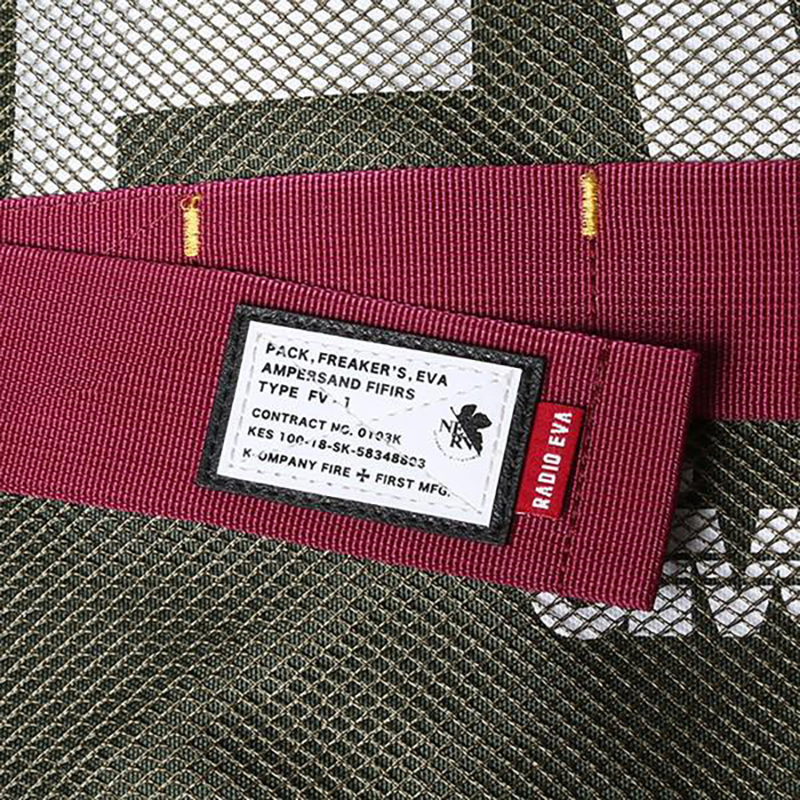 PACK, FREAKER'S, EVA
AMPERSAND FIFIRS
TYPE FV-1
CONTRACT NO. 0103K
KES 100-18-SK-58348603
K·OMPANY FIRE ✚ FIRST MFG.
NERV
RADIO EVA